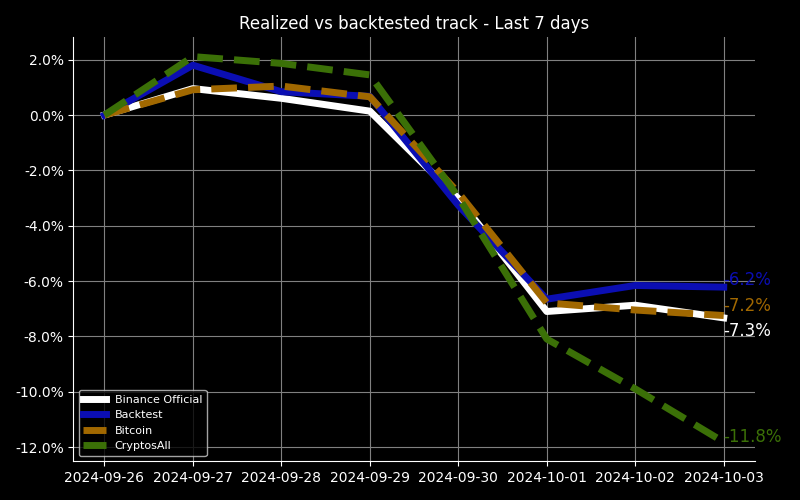 Realized vs backtested track - Last 7 days
2.0%
0.0%
-2.0%
-4.0%
-6.0%
-8.0%
-10.0%
-12.0%
-6.2%
-7.2%
-7.3%
-11.8%
Binance Official
Backtest
Bitcoin
CryptosAll
2024-09-26 2024-09-27 2024-09-28 2024-09-29 2024-09-30 2024-10-01 2024-10-02 2024-10-03